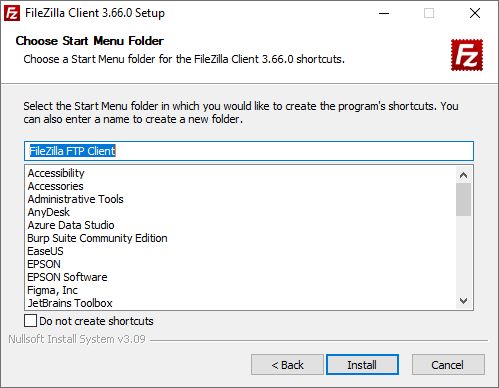 FileZilla Client 3.66.0 Setup
Choose Start Menu Folder
Choose a Start Menu folder for the FileZilla Client 3.66.0 shortcuts.
Fz
Select the Start Menu folder in which you would like to create the program's shortcuts. You
can also enter a name to create a new folder.
FileZilla FTP Client
Accessibility
Accessories
Administrative Tools
AnyDesk
Azure Data Studio
Burp Suite Community Edition
EaseUS
EPSON
EPSON Software
Figma, Inc
JetBrains Toolbox
Do not create shortcuts
Nullsoft Install System v3.09
< Back
Install
Cancel